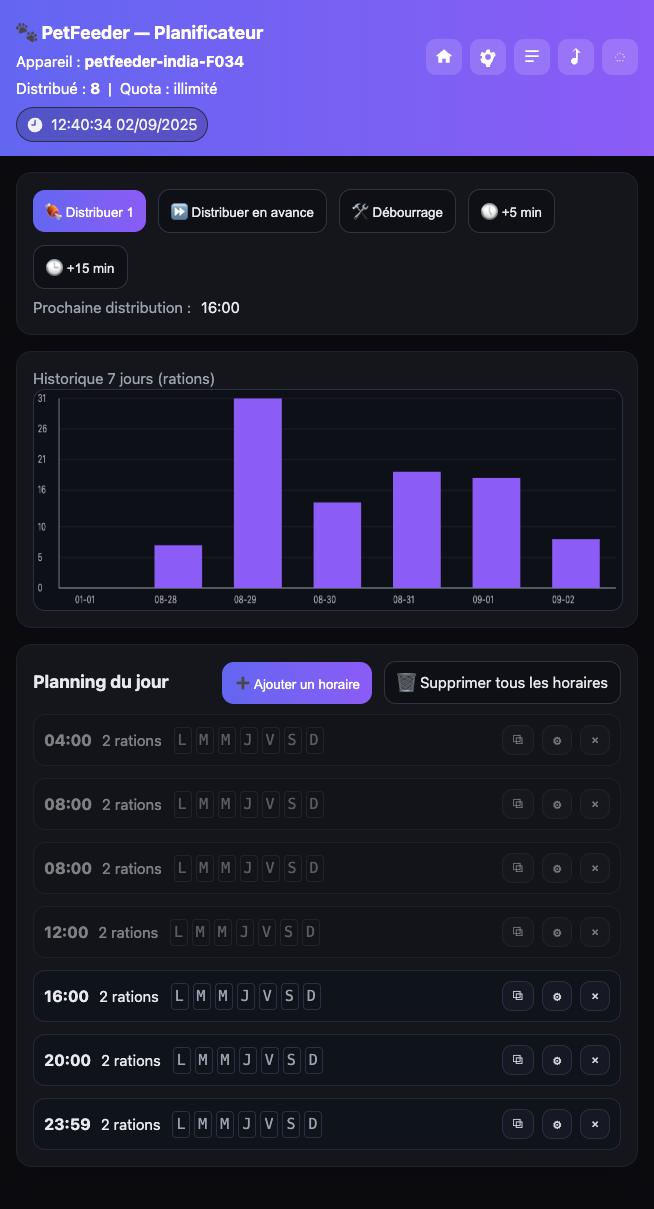 PetFeeder — Planificateur
Appareil : petfeeder-india-F034
Distribué : 8 | Quota : illimité
12:40:34 02/09/2025
Distribuer 1
Distribuer en avance
Débourrage
+5 min
+15 min
Prochaine distribution : 16:00
Historique 7 jours (rations)
31
26
21
16
10
5
0
01-01 08-28 08-29 08-30 08-31 09-01 09-02
Planning du jour
Ajouter un horaire
Supprimer tous les horaires
04:00 2 rations L M M J V S D
08:00 2 rations L M M J V S D
08:00 2 rations L M M J V S D
12:00 2 rations L M M J V S D
16:00 2 rations L M M J V S D
20:00 2 rations L M M J V S D
23:59 2 rations L M M J V S D